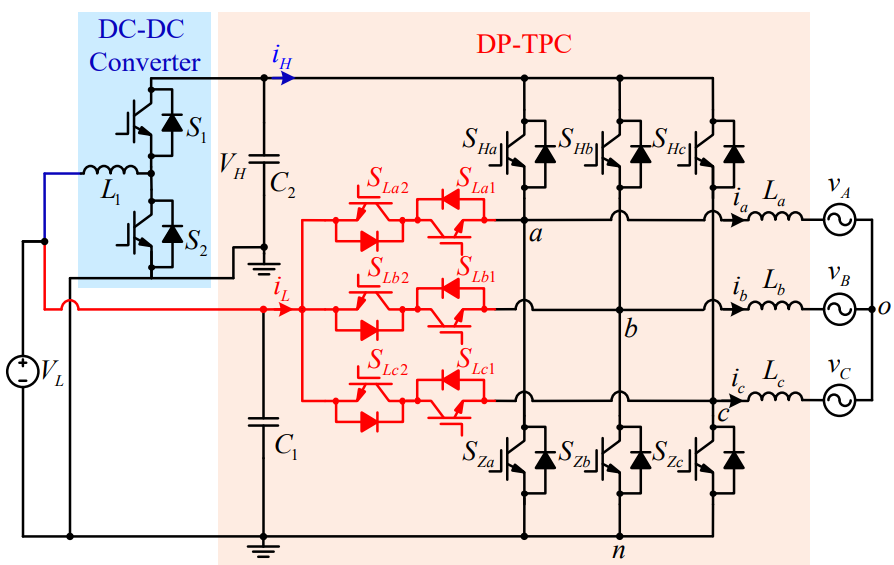 DC-DC
Converter
DP-TPC
i_H
S_1
S_Ha
S_Hb
S_Hc
V_H
C_2
L_1
S_La2
S_La1
i_a
L_a
v_A
a
S_2
i_L
S_Lb2
S_Lb1
i_b
L_b
v_B
b
o
V_L
S_Lc2
S_Lc1
i_c
L_c
v_C
c
C_1
S_Za
S_Zb
S_Zc
n